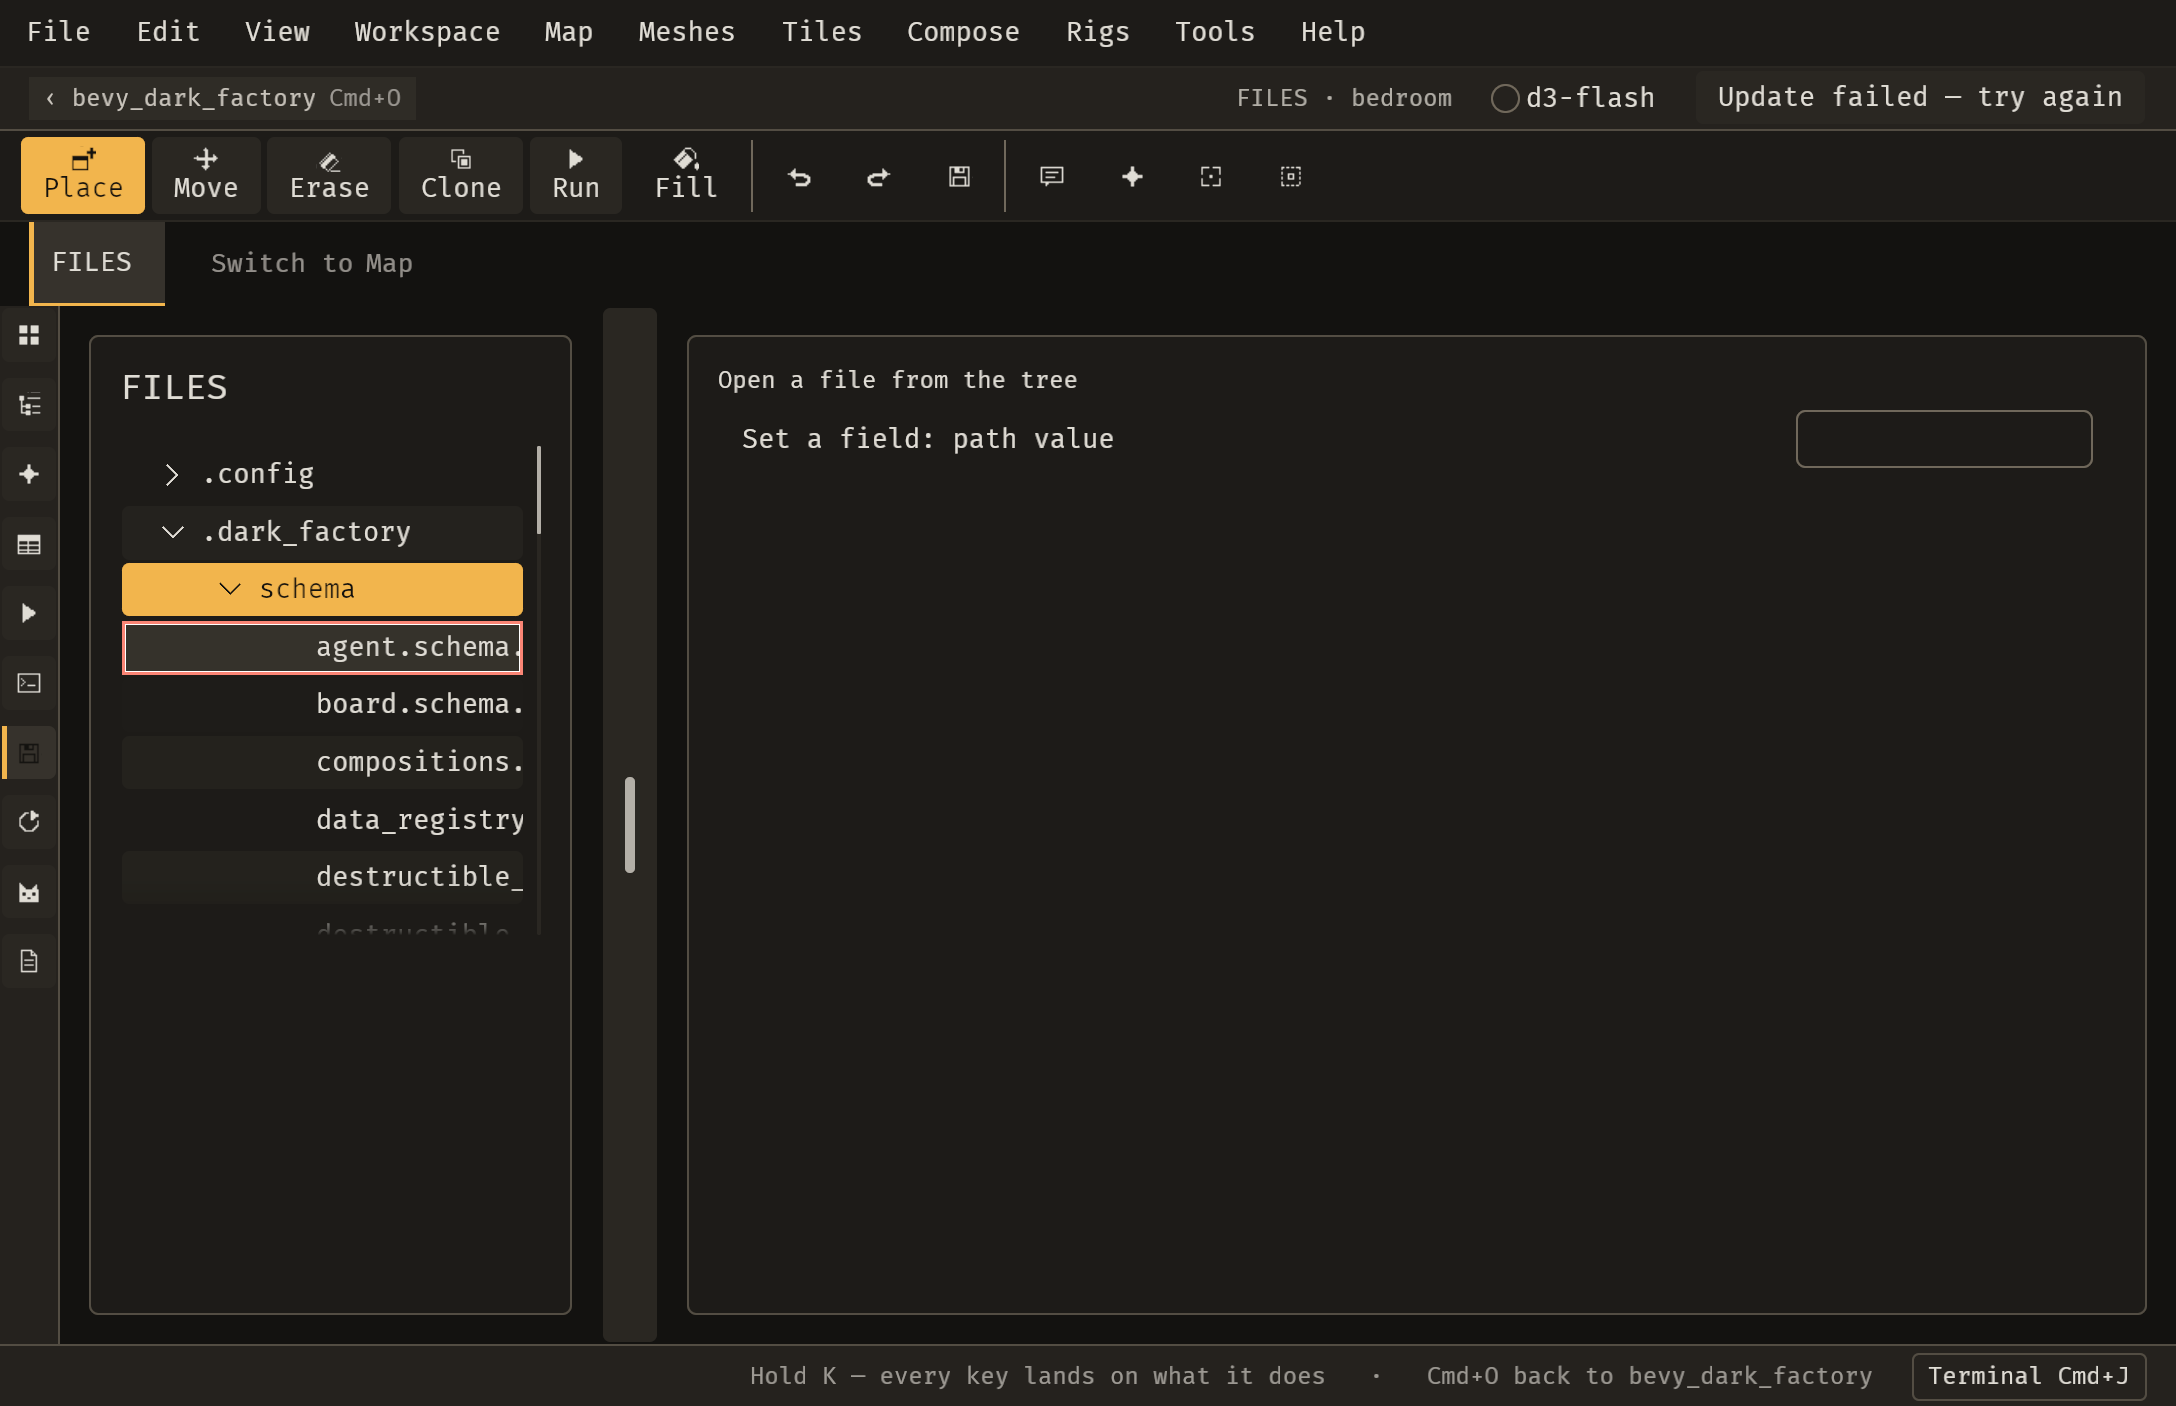 File Edit View Workspace Map Meshes Tiles Compose Rigs Tools Help
‹ bevy_dark_factory Cmd+O
FILES · bedroom
d3-flash
Update failed — try again
Place Move Erase Clone Run Fill
FILES
Switch to Map
FILES
.config
.dark_factory
schema
agent.schema.
board.schema.
compositions.
data_registry
destructible_
destructible
Open a file from the tree
Set a field: path value
Hold K — every key lands on what it does · Cmd+O back to bevy_dark_factory
Terminal Cmd+J